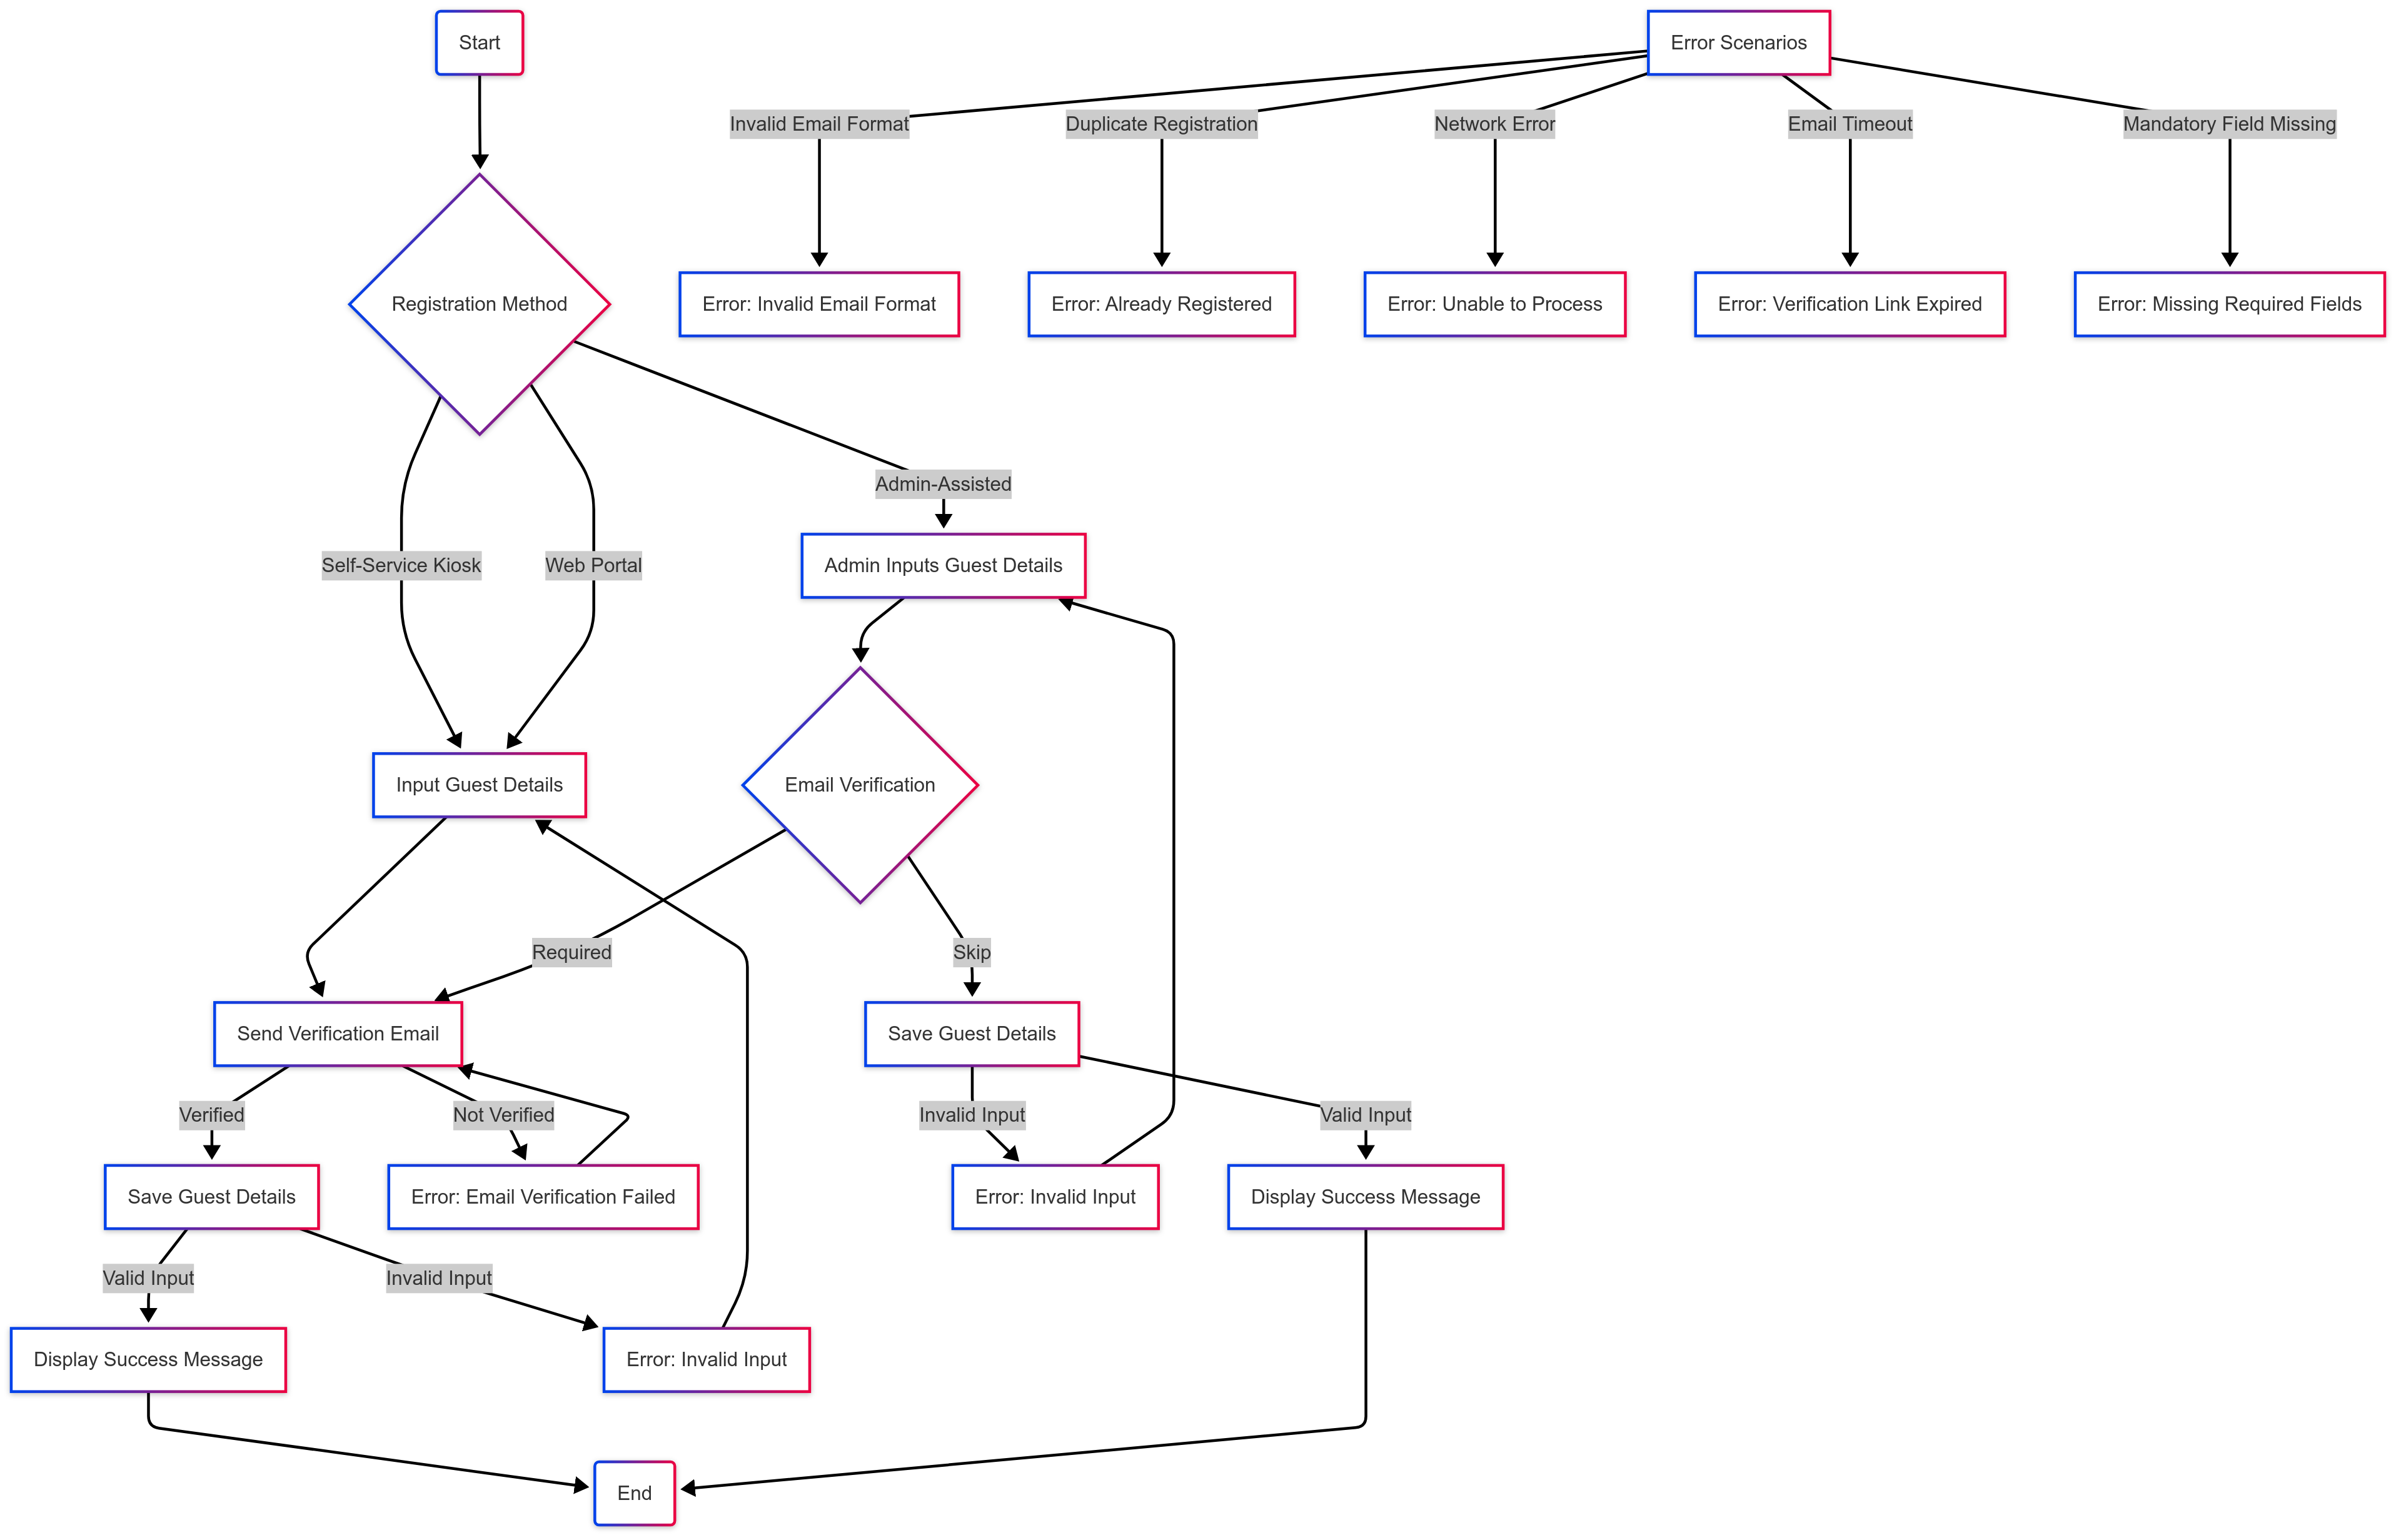 Start
Error Scenarios
Invalid Email Format
Duplicate Registration
Network Error
Email Timeout
Mandatory Field Missing
Registration Method
Error: Invalid Email Format
Error: Already Registered
Error: Unable to Process
Error: Verification Link Expired
Error: Missing Required Fields
Admin-Assisted
Self-Service Kiosk
Web Portal
Admin Inputs Guest Details
Input Guest Details
Email Verification
Required
Skip
Send Verification Email
Save Guest Details
Verified
Not Verified
Invalid Input
Valid Input
Save Guest Details
Error: Email Verification Failed
Error: Invalid Input
Display Success Message
Valid Input
Invalid Input
Display Success Message
Error: Invalid Input
End